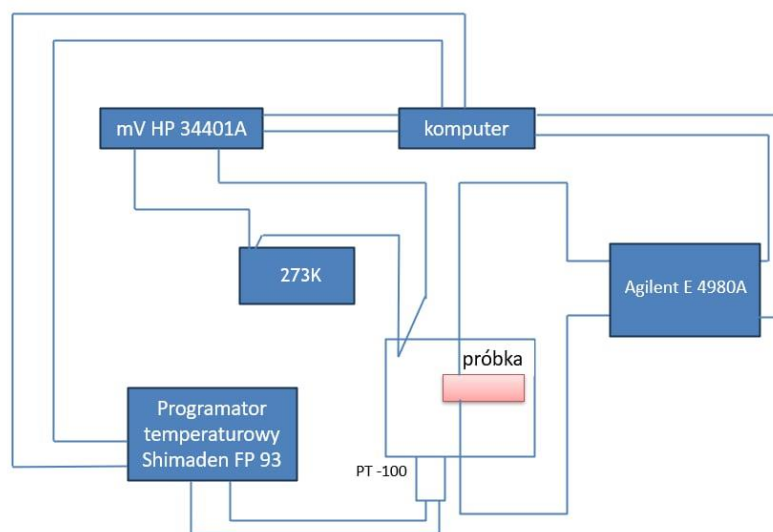 mV HP 34401A
komputer
273K
Agilent E 4980A
próbka
Programator
temperaturowy
Shimaden FP 93
PT -100